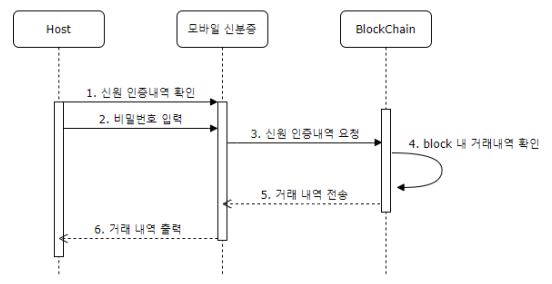 Host
모바일 신분증
BlockChain
1. 신원 인증내역 확인
2. 비밀번호 입력
3. 신원 인증내역 요청
4. block 내 거래내역 확인
5. 거래 내역 전송
6. 거래 내역 출력